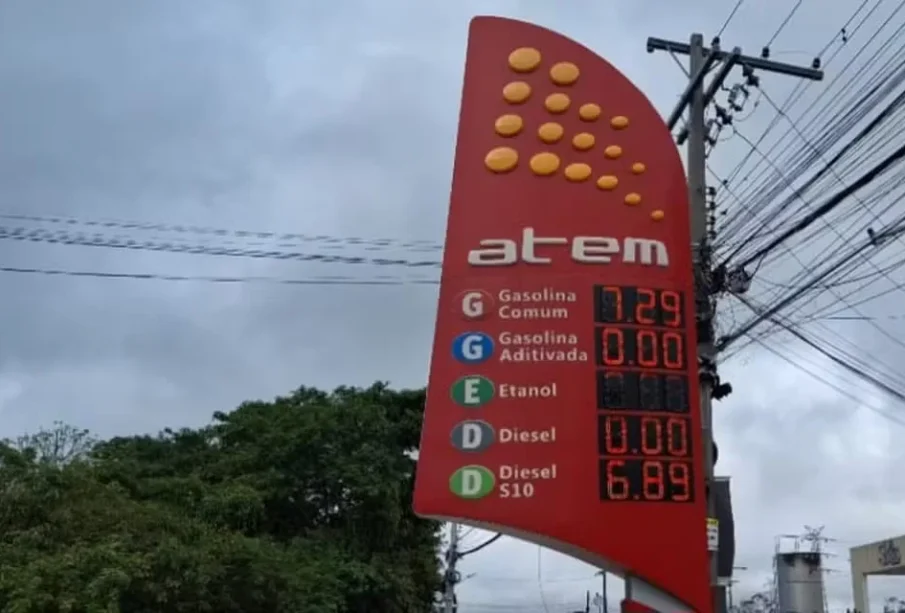 atem
G Gasolina Comum 7.29
G Gasolina Aditivada 0.00
E Etanol
D Diesel 0.00
D Diesel S10 6.89